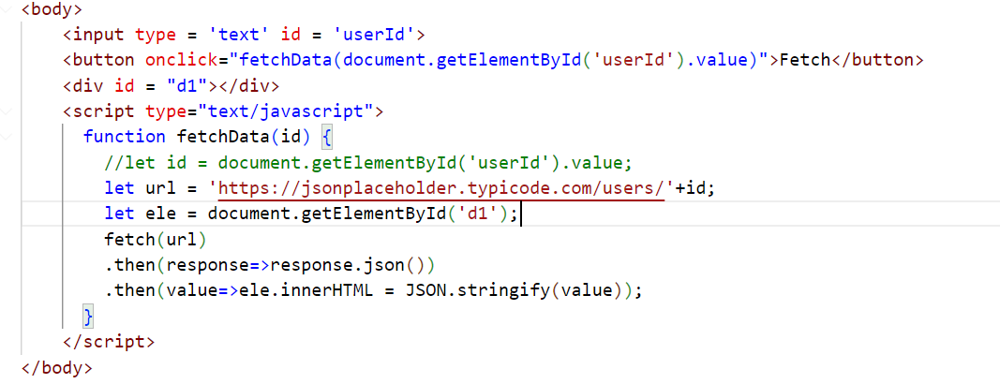 <body>
<input type = 'text' id = 'userId'>
<button onclick="fetchData(document.getElementById('userId').value)">Fetch</button>
<div id = "d1"></div>
<script type="text/javascript">
function fetchData(id) {
//let id = document.getElementById('userId').value;
let url = 'https://jsonplaceholder.typicode.com/users/'+id;
let ele = document.getElementById('d1');
fetch(url)
.then(response=>response.json())
.then(value=>ele.innerHTML = JSON.stringify(value));
}
</script>
</body>